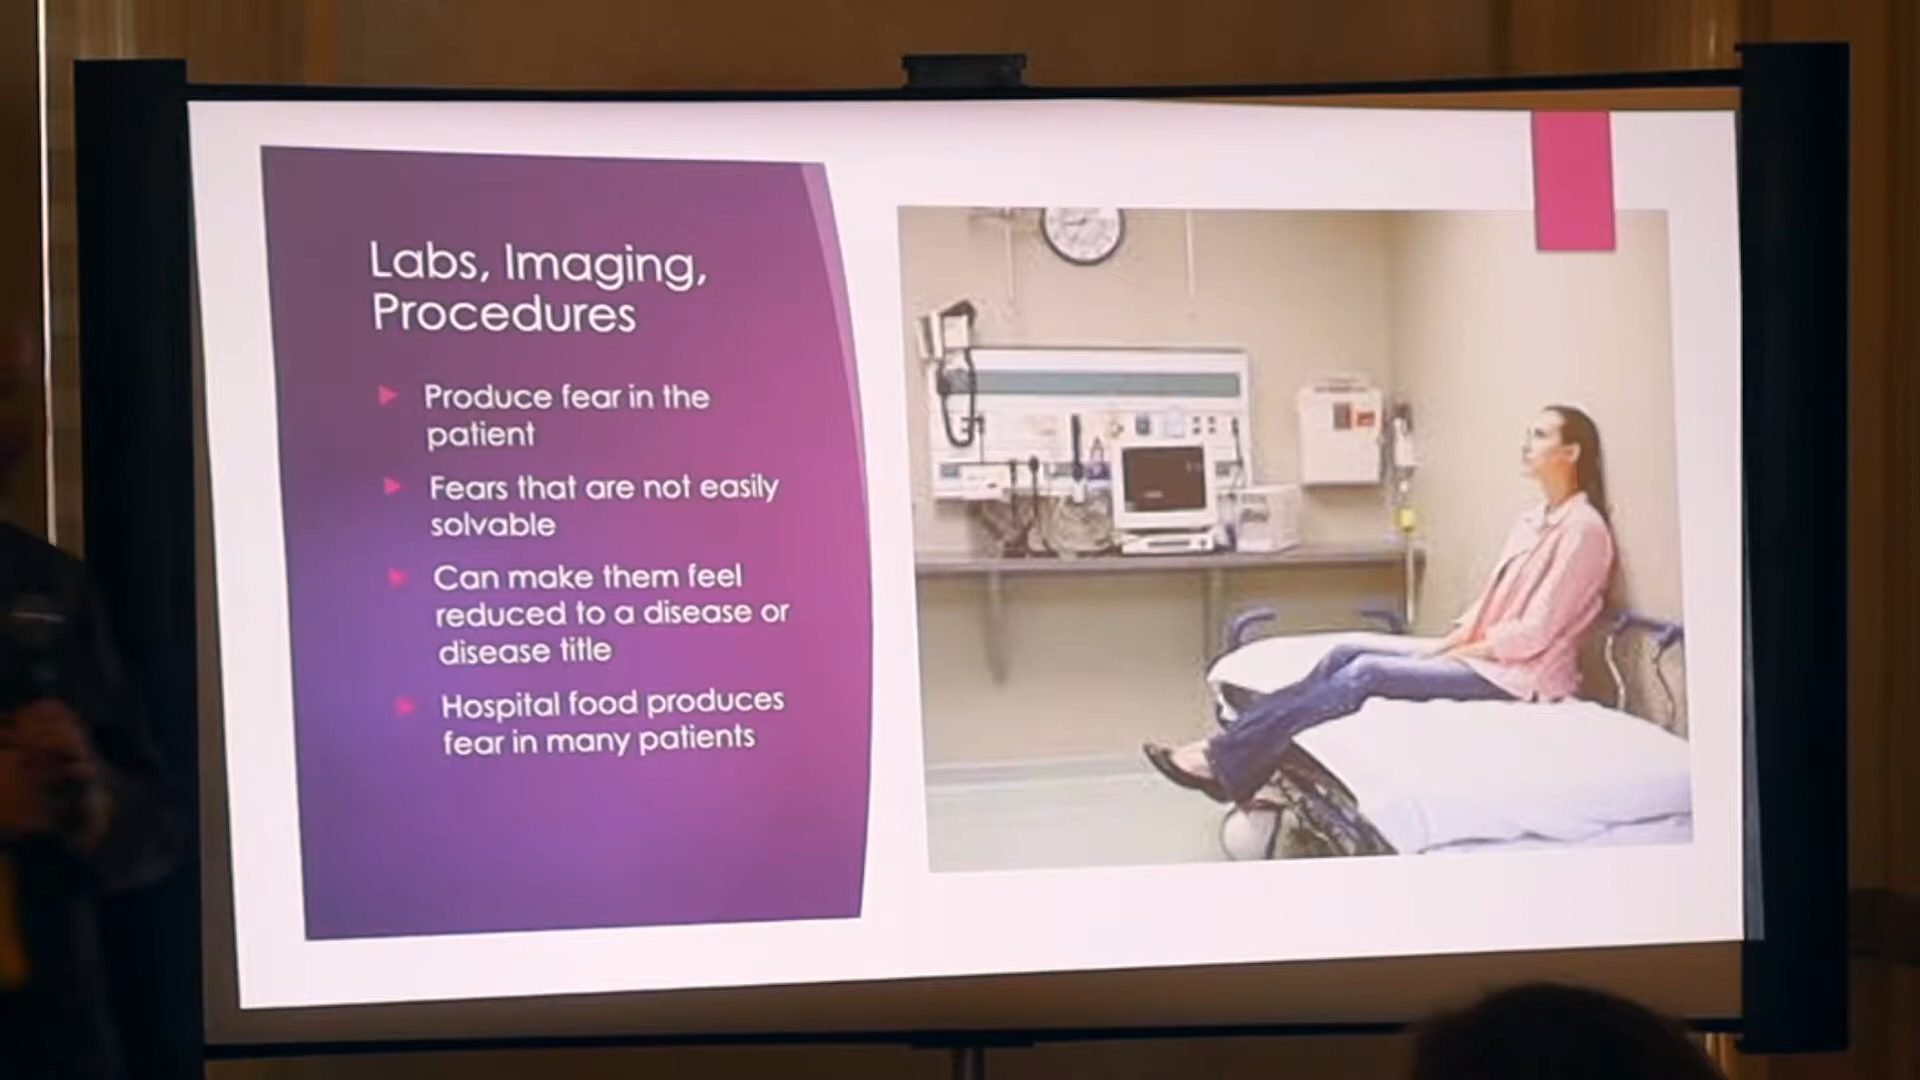 Labs, Imaging,
Procedures
Produce fear in the
patient
Fears that are not easily
solvable
Can make them feel
reduced to a disease or
disease title
Hospital food produces
fear in many patients